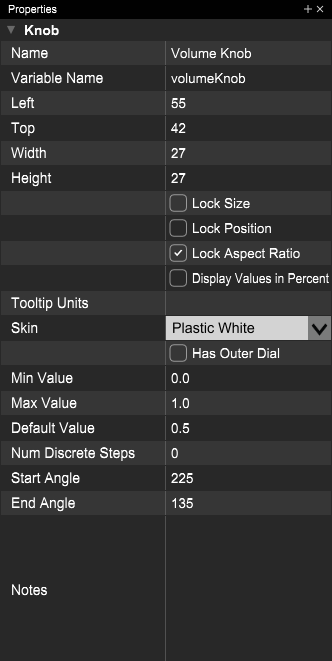 Properties
Knob
Name Volume Knob
Variable Name volumeKnob
Left 55
Top 42
Width 27
Height 27
Lock Size
Lock Position
Lock Aspect Ratio
Display Values in Percent
Tooltip Units
Skin Plastic White
Has Outer Dial
Min Value 0.0
Max Value 1.0
Default Value 0.5
Num Discrete Steps 0
Start Angle 225
End Angle 135
Notes